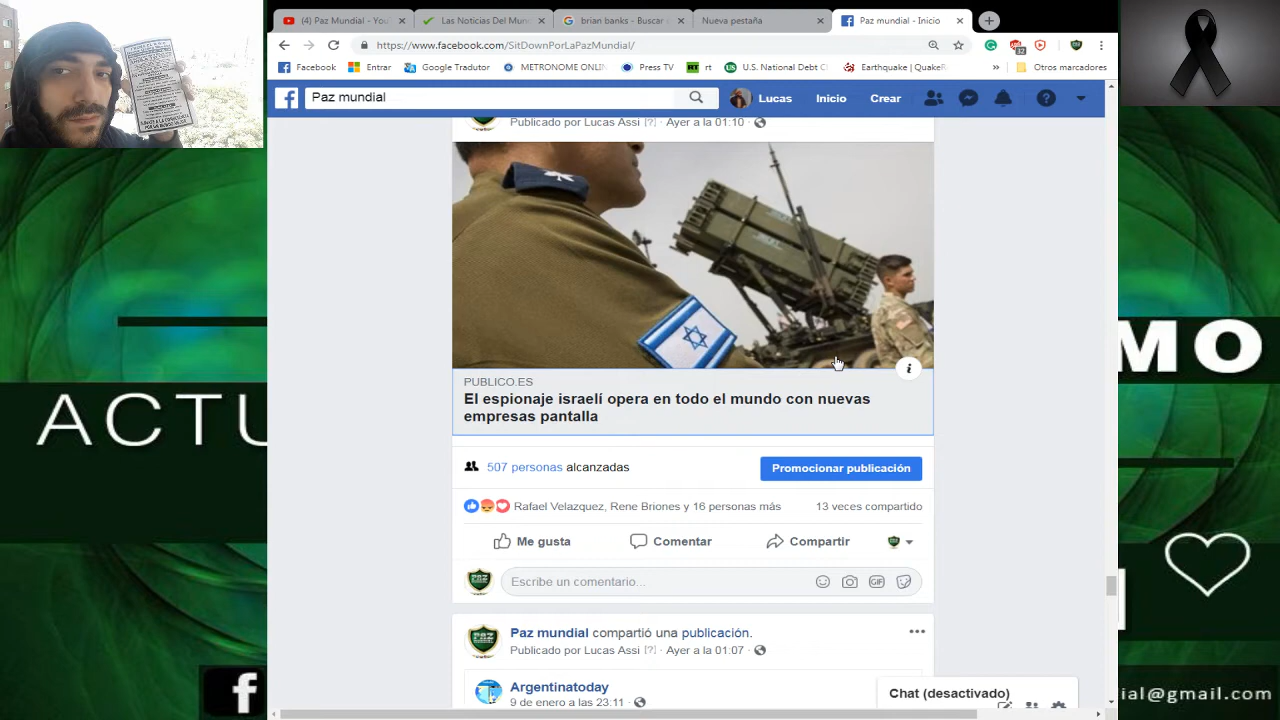 (4) Paz Mundial - You
Las Noticias Del Mun
brian banks - Buscar
Nueva pestaña
Paz mundial - Inicio
https://www.facebook.com/SitDownPorLaPazMundial/
Facebook
Entrar
Google Tradutor
METRONOME ONLIN
Press TV
RT rt
US U.S. National Debt C
Earthquake | QuakeR
» Otros marcadores
Paz mundial
Lucas
Inicio
Crear
Publicado por Lucas Assi [?] · Ayer a la 01:10 ·
PUBLICO.ES
El espionaje israelí opera en todo el mundo con nuevas
empresas pantalla
507 personas alcanzadas
Promocionar publicación
Rafael Velazquez, Rene Briones y 16 personas más
13 veces compartido
Me gusta
Comentar
Compartir
Escribe un comentario...
GIF
Paz mundial compartió una publicación.
Publicado por Lucas Assi [?] · Ayer a la 01:07 ·
Argentinatoday
9 de enero a las 23:11 ·
Chat (desactivado)
ACTU
MO
ial@gmail.com